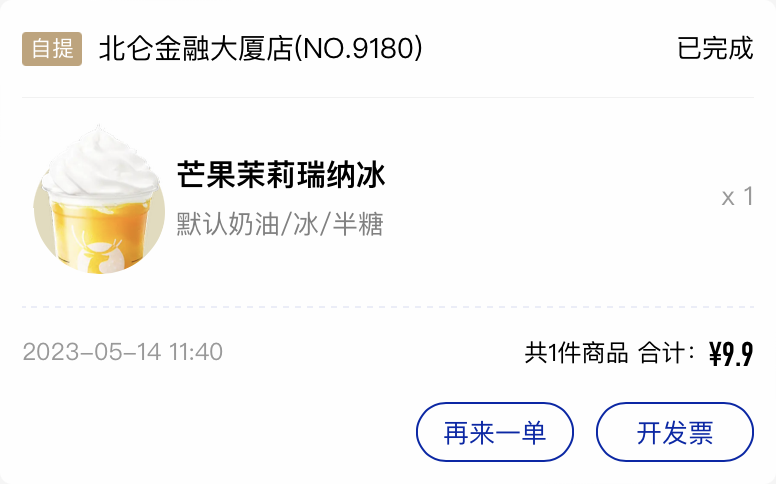 自提 北仑金融大厦店(NO.9180) 已完成
芒果茉莉瑞纳冰
默认奶油/冰/半糖 x 1
2023-05-14 11:40 共1件商品 合计：¥9.9
再来一单 开发票